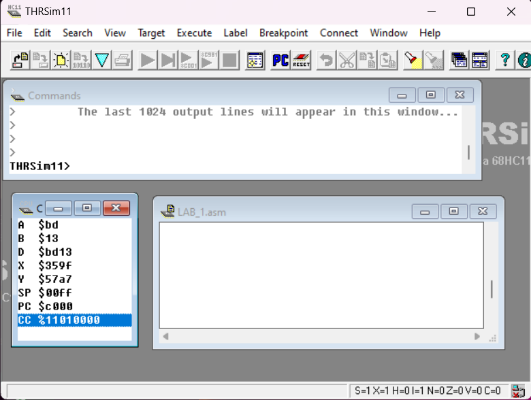 THRSim11
File Edit Search View Target Execute Label Breakpoint Connect Window Help
PC RESET
Commands
> The last 1024 output lines will appear in this window...
>
>
>
THRSim11>
RSi
a 68HC11
C
A $bd
B $13
D $bd13
X $359f
Y $57a7
SP $00ff
PC $c000
CC %11010000
LAB_1.asm
S=1 X=1 H=0 I=1 N=0 Z=0 V=0 C=0